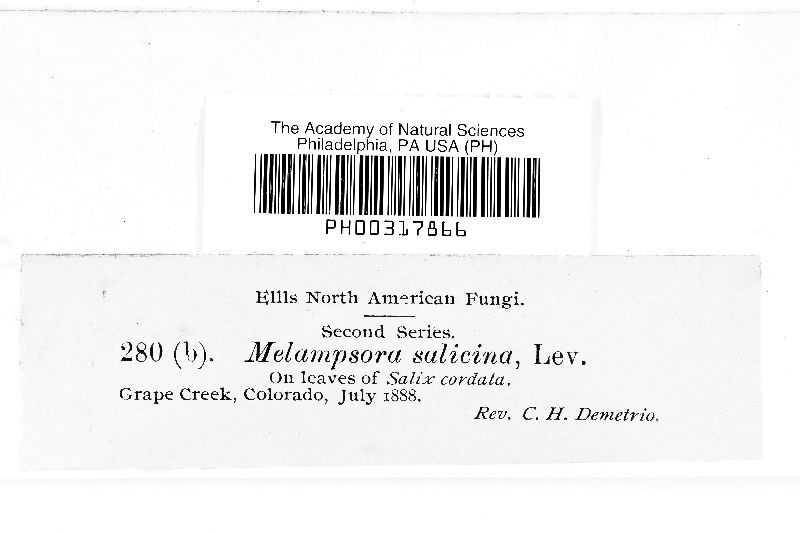 The Academy of Natural Sciences
Philadelphia, PA USA (PH)
PH00317866
Ellis North American Fungi.
Second Series.
280 (b). Melampsora salicina, Lev.
On leaves of Salix cordata.
Grape Creek, Colorado, July 1888.
Rev. C. H. Demetrio.